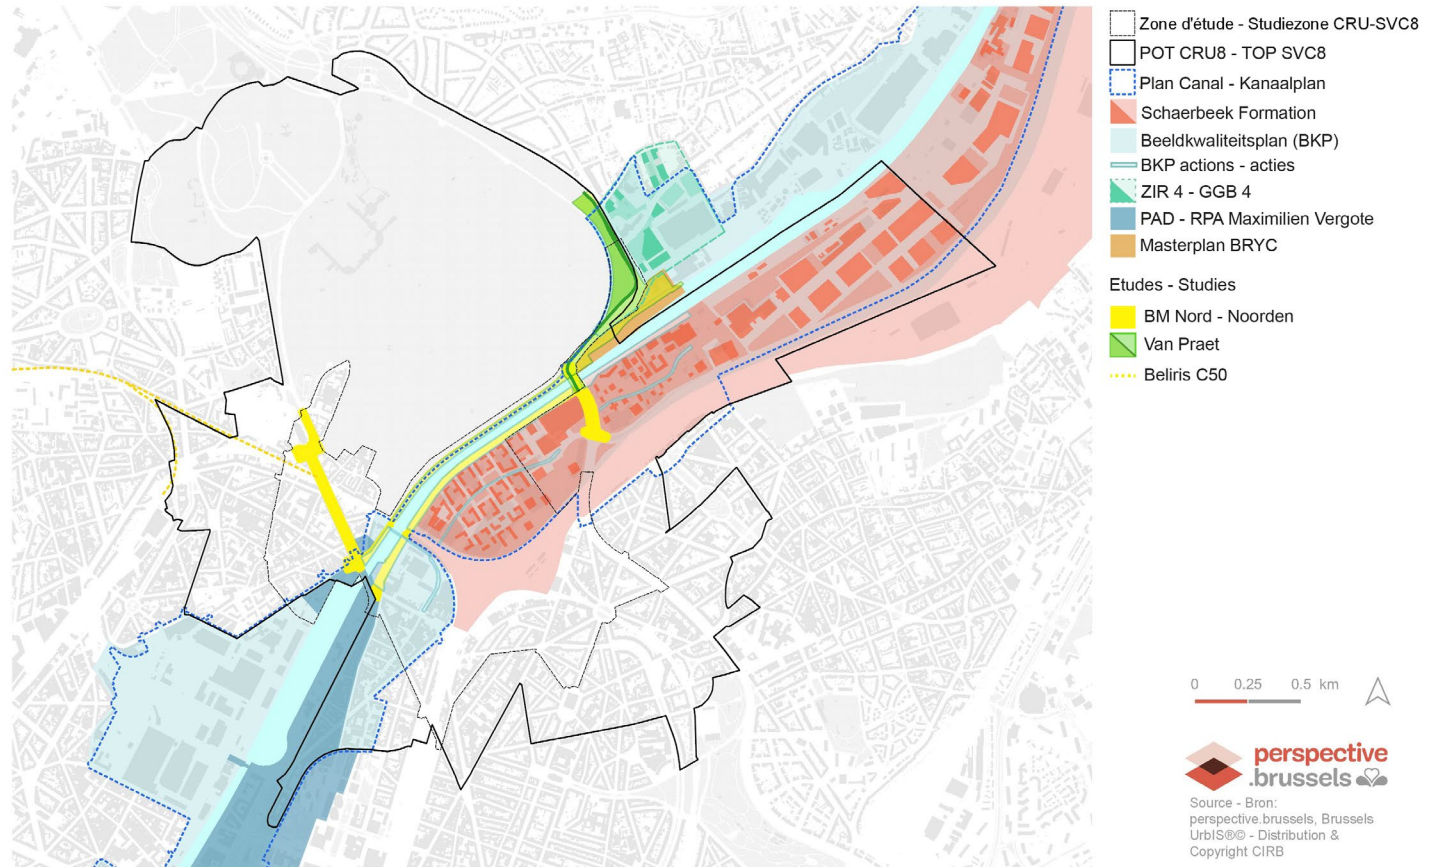 Zone d'étude - Studiezone CRU-SVC8
POT CRU8 - TOP SVC8
Plan Canal - Kanaalplan
Schaerbeek Formation
Beeldkwaliteitsplan (BKP)
BKP actions - acties
ZIR 4 - GGB 4
PAD - RPA Maximilien Vergote
Masterplan BRYC
Etudes - Studies
BM Nord - Noorden
Van Praet
Beliris C50
0 0.25 0.5 km
perspective
.brussels
Source - Bron:
perspective.brussels, Brussels
UrbIS®© - Distribution &
Copyright CIRB